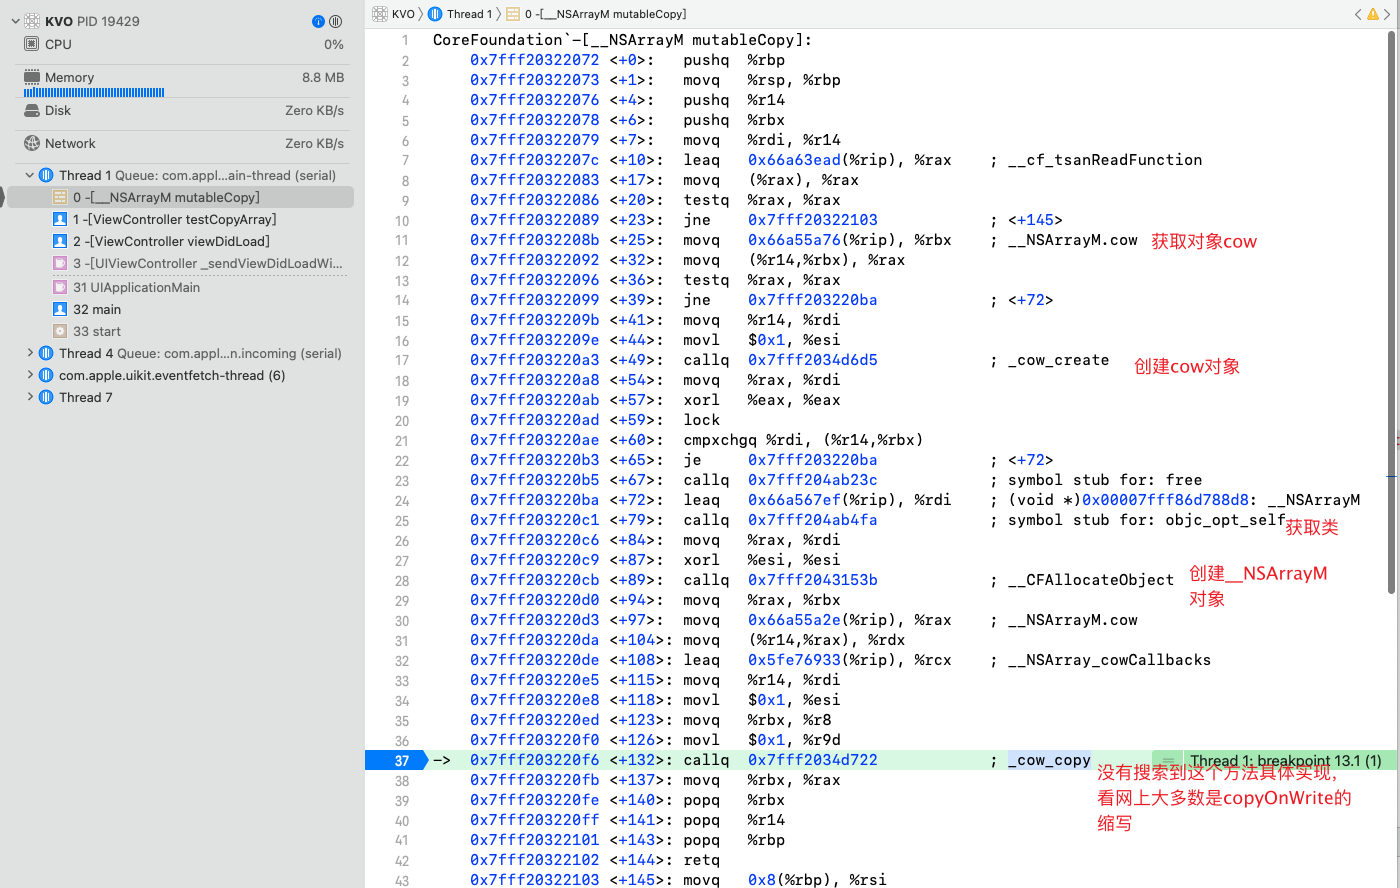 KVO PID 19429
CPU 0%
Memory 8.8 MB
Disk Zero KB/s
Network Zero KB/s
Thread 1 Queue: com.appl...ain-thread (serial)
0 -[__NSArrayM mutableCopy]
1 -[ViewController testCopyArray]
2 -[ViewController viewDidLoad]
3 -[UIViewController _sendViewDidLoadWi...
31 UIApplicationMain
32 main
33 start
Thread 4 Queue: com.appl...n.incoming (serial)
com.apple.uikit.eventfetch-thread (6)
Thread 7
KVO 〉 Thread 1 〉 0 -[__NSArrayM mutableCopy]
1 CoreFoundation`-[__NSArrayM mutableCopy]:
2 0x7fff20322072 <+0>: pushq %rbp
3 0x7fff20322073 <+1>: movq %rsp, %rbp
4 0x7fff20322076 <+4>: pushq %r14
5 0x7fff20322078 <+6>: pushq %rbx
6 0x7fff20322079 <+7>: movq %rdi, %r14
7 0x7fff2032207c <+10>: leaq 0x66a63ead(%rip), %rax ; __cf_tsanReadFunction
8 0x7fff20322083 <+17>: movq (%rax), %rax
9 0x7fff20322086 <+20>: testq %rax, %rax
10 0x7fff20322089 <+23>: jne 0x7fff20322103 ; <+145>
11 0x7fff2032208b <+25>: movq 0x66a55a76(%rip), %rbx ; __NSArrayM.cow 获取对象cow
12 0x7fff20322092 <+32>: movq (%r14,%rbx), %rax
13 0x7fff20322096 <+36>: testq %rax, %rax
14 0x7fff20322099 <+39>: jne 0x7fff203220ba ; <+72>
15 0x7fff2032209b <+41>: movq %r14, %rdi
16 0x7fff2032209e <+44>: movl $0x1, %esi
17 0x7fff203220a3 <+49>: callq 0x7fff2034d6d5 ; _cow_create 创建cow对象
18 0x7fff203220a8 <+54>: movq %rax, %rdi
19 0x7fff203220ab <+57>: xorl %eax, %eax
20 0x7fff203220ad <+59>: lock
21 0x7fff203220ae <+60>: cmpxchgq %rdi, (%r14,%rbx)
22 0x7fff203220b3 <+65>: je 0x7fff203220ba ; <+72>
23 0x7fff203220b5 <+67>: callq 0x7fff204ab23c ; symbol stub for: free
24 0x7fff203220ba <+72>: leaq 0x66a567ef(%rip), %rdi ; (void *)0x00007fff86d788d8: __NSArrayM
25 0x7fff203220c1 <+79>: callq 0x7fff204ab4fa ; symbol stub for: objc_opt_self 获取类
26 0x7fff203220c6 <+84>: movq %rax, %rdi
27 0x7fff203220c9 <+87>: xorl %esi, %esi
28 0x7fff203220cb <+89>: callq 0x7fff2043153b ; __CFAllocateObject 创建__NSArrayM
29 0x7fff203220d0 <+94>: movq %rax, %rbx 对象
30 0x7fff203220d3 <+97>: movq 0x66a55a2e(%rip), %rax ; __NSArrayM.cow
31 0x7fff203220da <+104>: movq (%r14,%rax), %rdx
32 0x7fff203220de <+108>: leaq 0x5fe76933(%rip), %rcx ; __NSArray_cowCallbacks
33 0x7fff203220e5 <+115>: movq %r14, %rdi
34 0x7fff203220e8 <+118>: movl $0x1, %esi
35 0x7fff203220ed <+123>: movq %rbx, %r8
36 0x7fff203220f0 <+126>: movl $0x1, %r9d
37 -> 0x7fff203220f6 <+132>: callq 0x7fff2034d722 ; _cow_copy Thread 1: breakpoint 13.1 (1)
38 0x7fff203220fb <+137>: movq %rbx, %rax 没有搜索到这个方法具体实现,
39 0x7fff203220fe <+140>: popq %rbx 看网上大多数是copyOnWrite的
40 0x7fff203220ff <+141>: popq %r14 缩写
41 0x7fff20322101 <+143>: popq %rbp
42 0x7fff20322102 <+144>: retq
43 0x7fff20322103 <+145>: movq 0x8(%rbp), %rsi